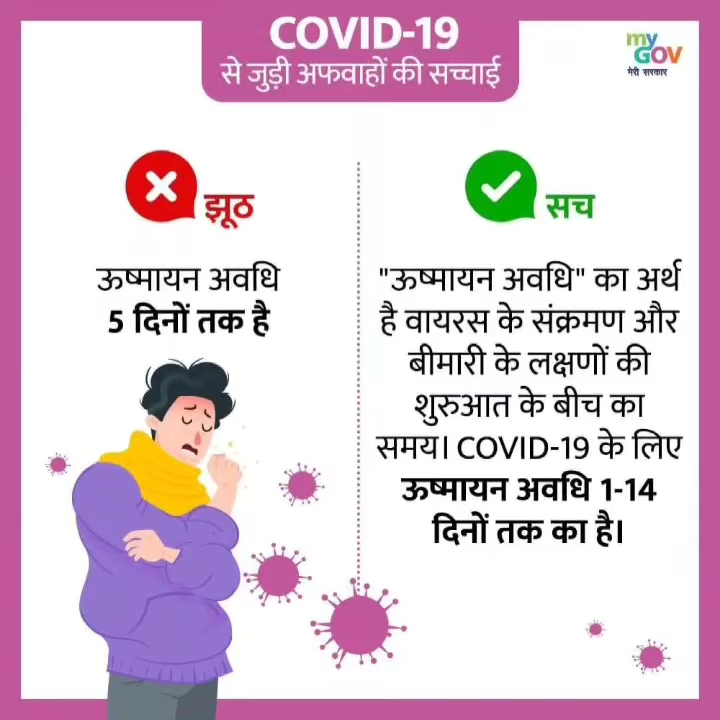 COVID-19
से जुड़ी अफवाहों की सच्चाई
my
GOV
मेरी सरकार
झूठ
ऊष्मायन अवधि
5 दिनों तक है
सच
"ऊष्मायन अवधि" का अर्थ
है वायरस के संक्रमण और
बीमारी के लक्षणों की
शुरुआत के बीच का
समय। COVID-19 के लिए
ऊष्मायन अवधि 1-14
दिनों तक का है।